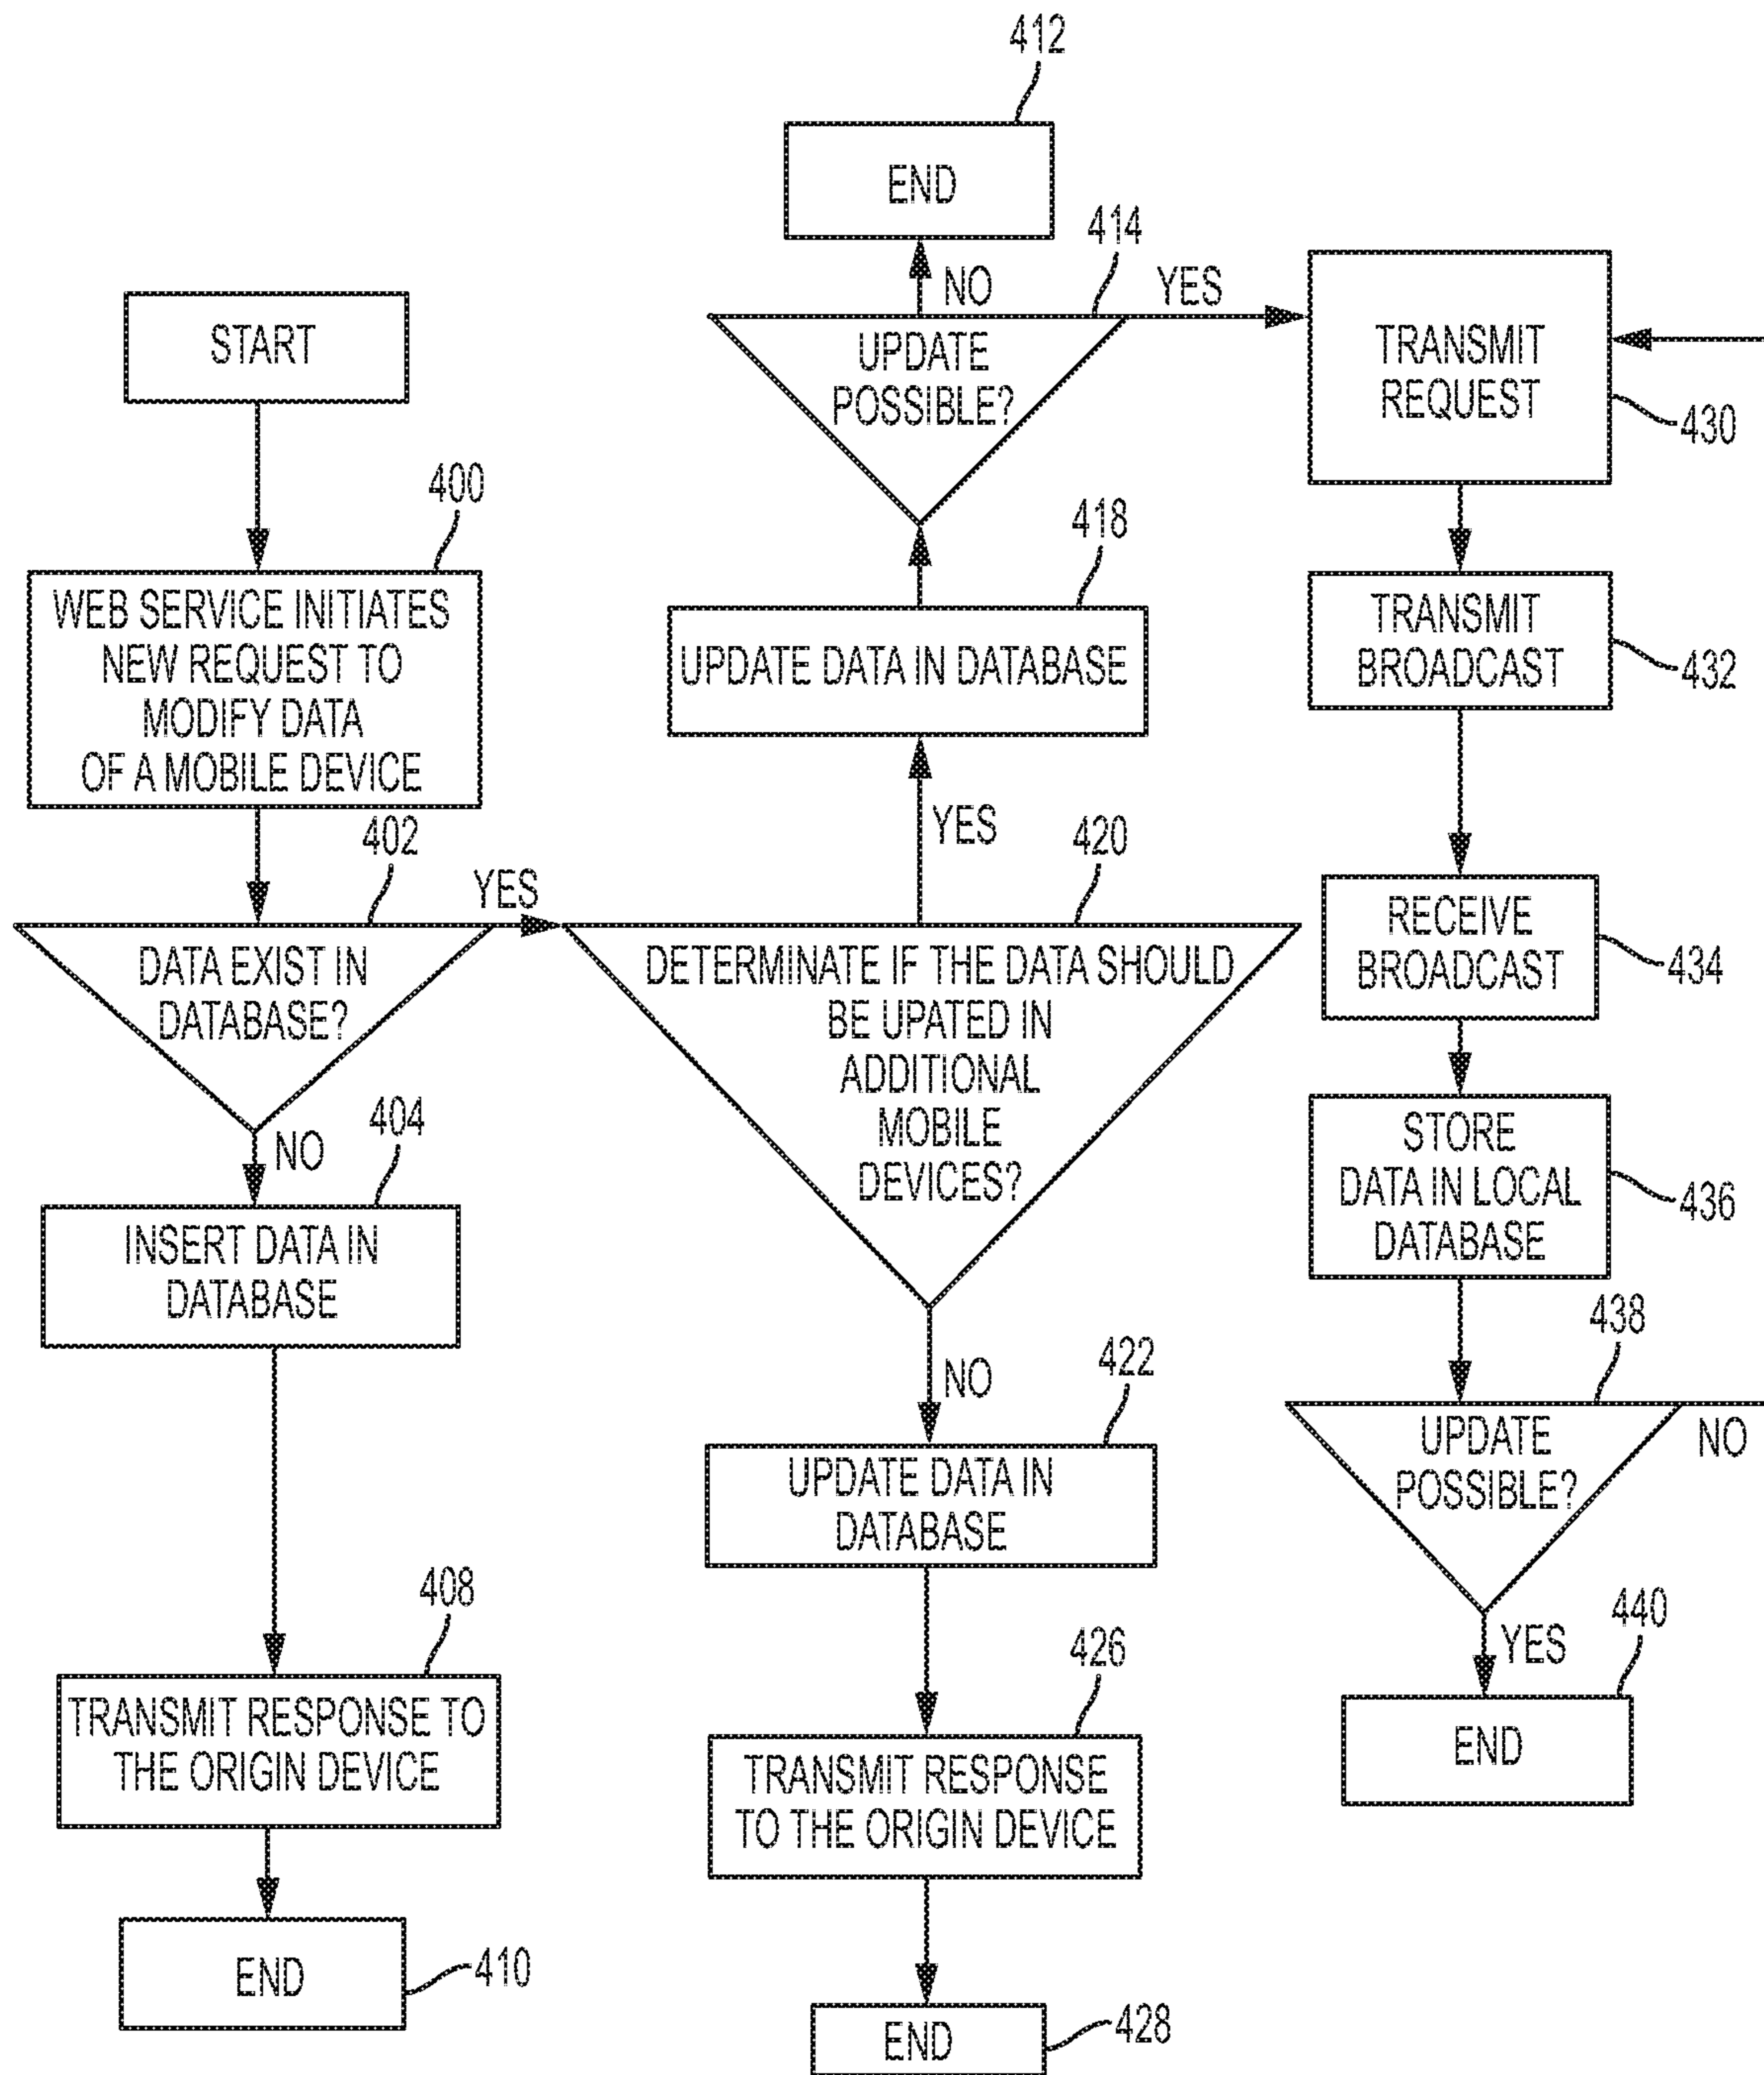 START
400
WEB SERVICE INITIATES
NEW REQUEST TO
MODIFY DATA
OF A MOBILE DEVICE
402
YES
DATA EXIST IN
DATABASE?
NO
404
INSERT DATA IN
DATABASE
408
TRANSMIT RESPONSE TO
THE ORIGIN DEVICE
END
410
412
END
NO
414
YES
UPDATE
POSSIBLE?
418
UPDATE DATA IN DATABASE
YES
420
DETERMINATE IF THE DATA SHOULD
BE UPATED IN
ADDITIONAL
MOBILE
DEVICES?
NO
422
UPDATE DATA IN
DATABASE
426
TRANSMIT RESPONSE
TO THE ORIGIN DEVICE
END
428
TRANSMIT
REQUEST
430
TRANSMIT
BROADCAST
432
RECEIVE
BROADCAST
434
STORE
DATA IN LOCAL
DATABASE
436
438
UPDATE
POSSIBLE?
NO
YES
440
END